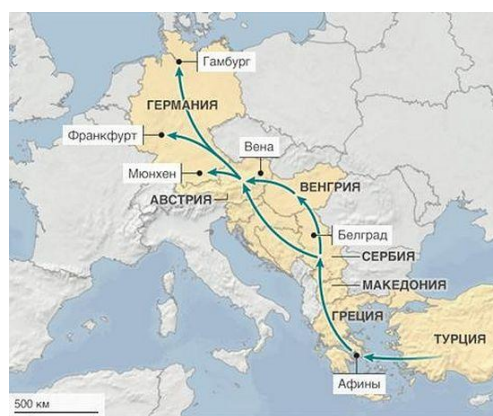 Гамбург
ГЕРМАНИЯ
Франкфурт
Вена
Мюнхен
ВЕНГРИЯ
АВСТРИЯ
Белград
СЕРБИЯ
МАКЕДОНИЯ
ГРЕЦИЯ
ТУРЦИЯ
Афины
500 км